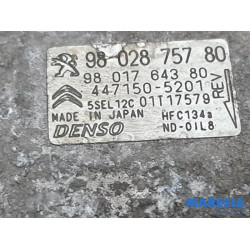 98 028 757 80
98 017 643 80
447150-5201
5SEL12C 01T17579
REV
MADE IN JAPAN HFC134a
DENSO ND-OIL8